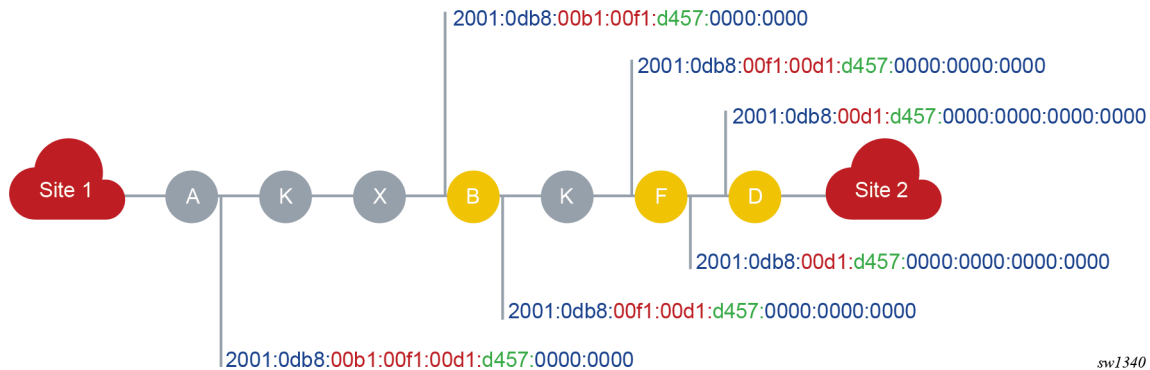 2001:0db8:00b1:00f1:d457:0000:0000
2001:0db8:00f1:00d1:d457:0000:0000:0000
2001:0db8:00d1:d457:0000:0000:0000:0000
Site 1
A
K
X
B
K
F
D
Site 2
2001:0db8:00d1:d457:0000:0000:0000:0000
2001:0db8:00f1:00d1:d457:0000:0000:0000
2001:0db8:00b1:00f1:00d1:d457:0000:0000
sw1340